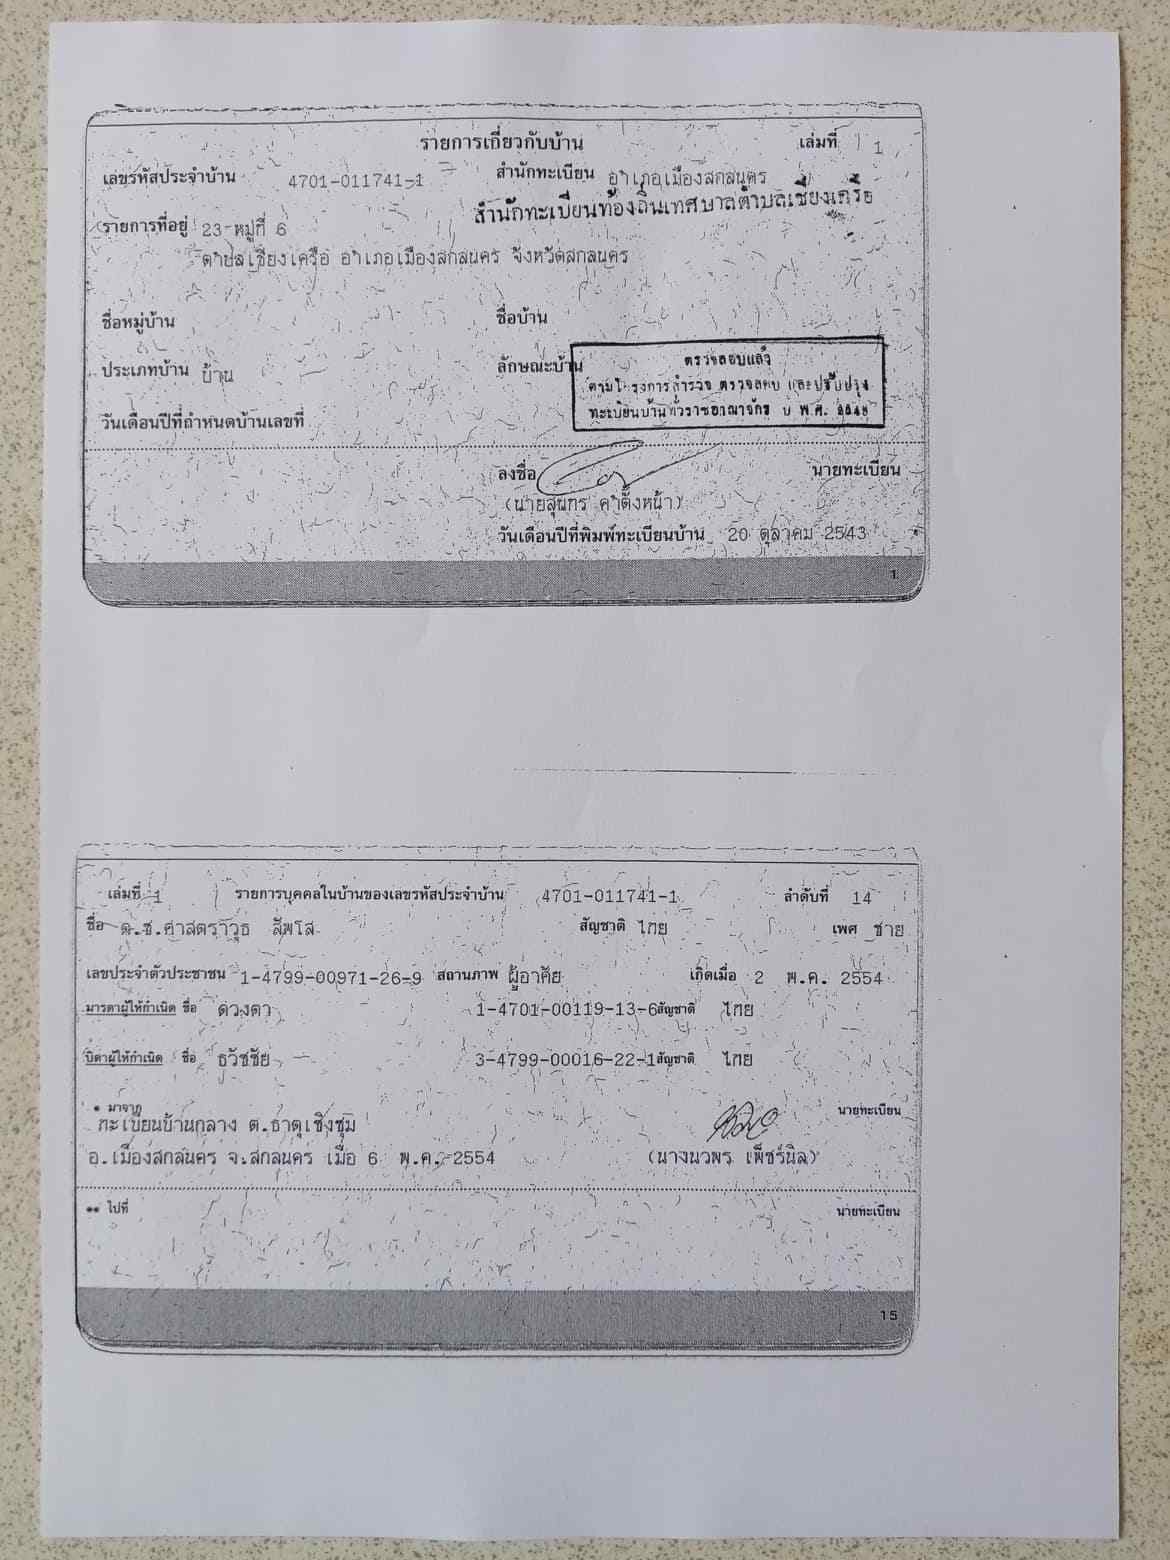 รายการเกี่ยวกับบ้าน เล่มที่ 1
เลขรหัสประจำบ้าน 4701-011741-1 สำนักทะเบียน อำเภอเมืองสกลนคร
สำนักทะเบียนท้องถิ่นเทศบาลตำบลเชียงเครือ
รายการที่อยู่ 23 หมู่ที่ 6
ตำบลเชียงเครือ อำเภอเมืองสกลนคร จังหวัดสกลนคร
ชื่อหมู่บ้าน ชื่อบ้าน
ประเภทบ้าน บ้าน ลักษณะบ้าน
ตรวจสอบแล้ว
ตามโครงการสำรวจ ตรวจสอบ และปรับปรุง
ทะเบียนบ้านทั่วราชอาณาจักร ปี พ.ศ. 2548
วันเดือนปีที่กำหนดบ้านเลขที่
ลงชื่อ นายทะเบียน
(นายสุนทร คำตั้งหน้า)
วันเดือนปีที่พิมพ์ทะเบียนบ้าน 20 ตุลาคม 2543
1
เล่มที่ 1 รายการบุคคลในบ้านของเลขรหัสประจำบ้าน 4701-011741-1 ลำดับที่ 14
ชื่อ ด.ช.ศาสตราวุธ สัพโส สัญชาติ ไทย เพศ ชาย
เลขประจำตัวประชาชน 1-4799-00971-26-9 สถานภาพ ผู้อาศัย เกิดเมื่อ 2 พ.ค. 2554
มารดาผู้ให้กำเนิด ชื่อ ดวงดา 1-4701-00119-13-6 สัญชาติ ไทย
บิดาผู้ให้กำเนิด ชื่อ ธวัชชัย 3-4799-00016-22-1 สัญชาติ ไทย
* มาจาก นายทะเบียน
ทะเบียนบ้านกลาง ต.ธาตุเชิงชุม
อ.เมืองสกลนคร จ.สกลนคร เมื่อ 6 พ.ค. 2554 (นางนวพร เพ็ชร์นิล)
** ไปที่ นายทะเบียน
15